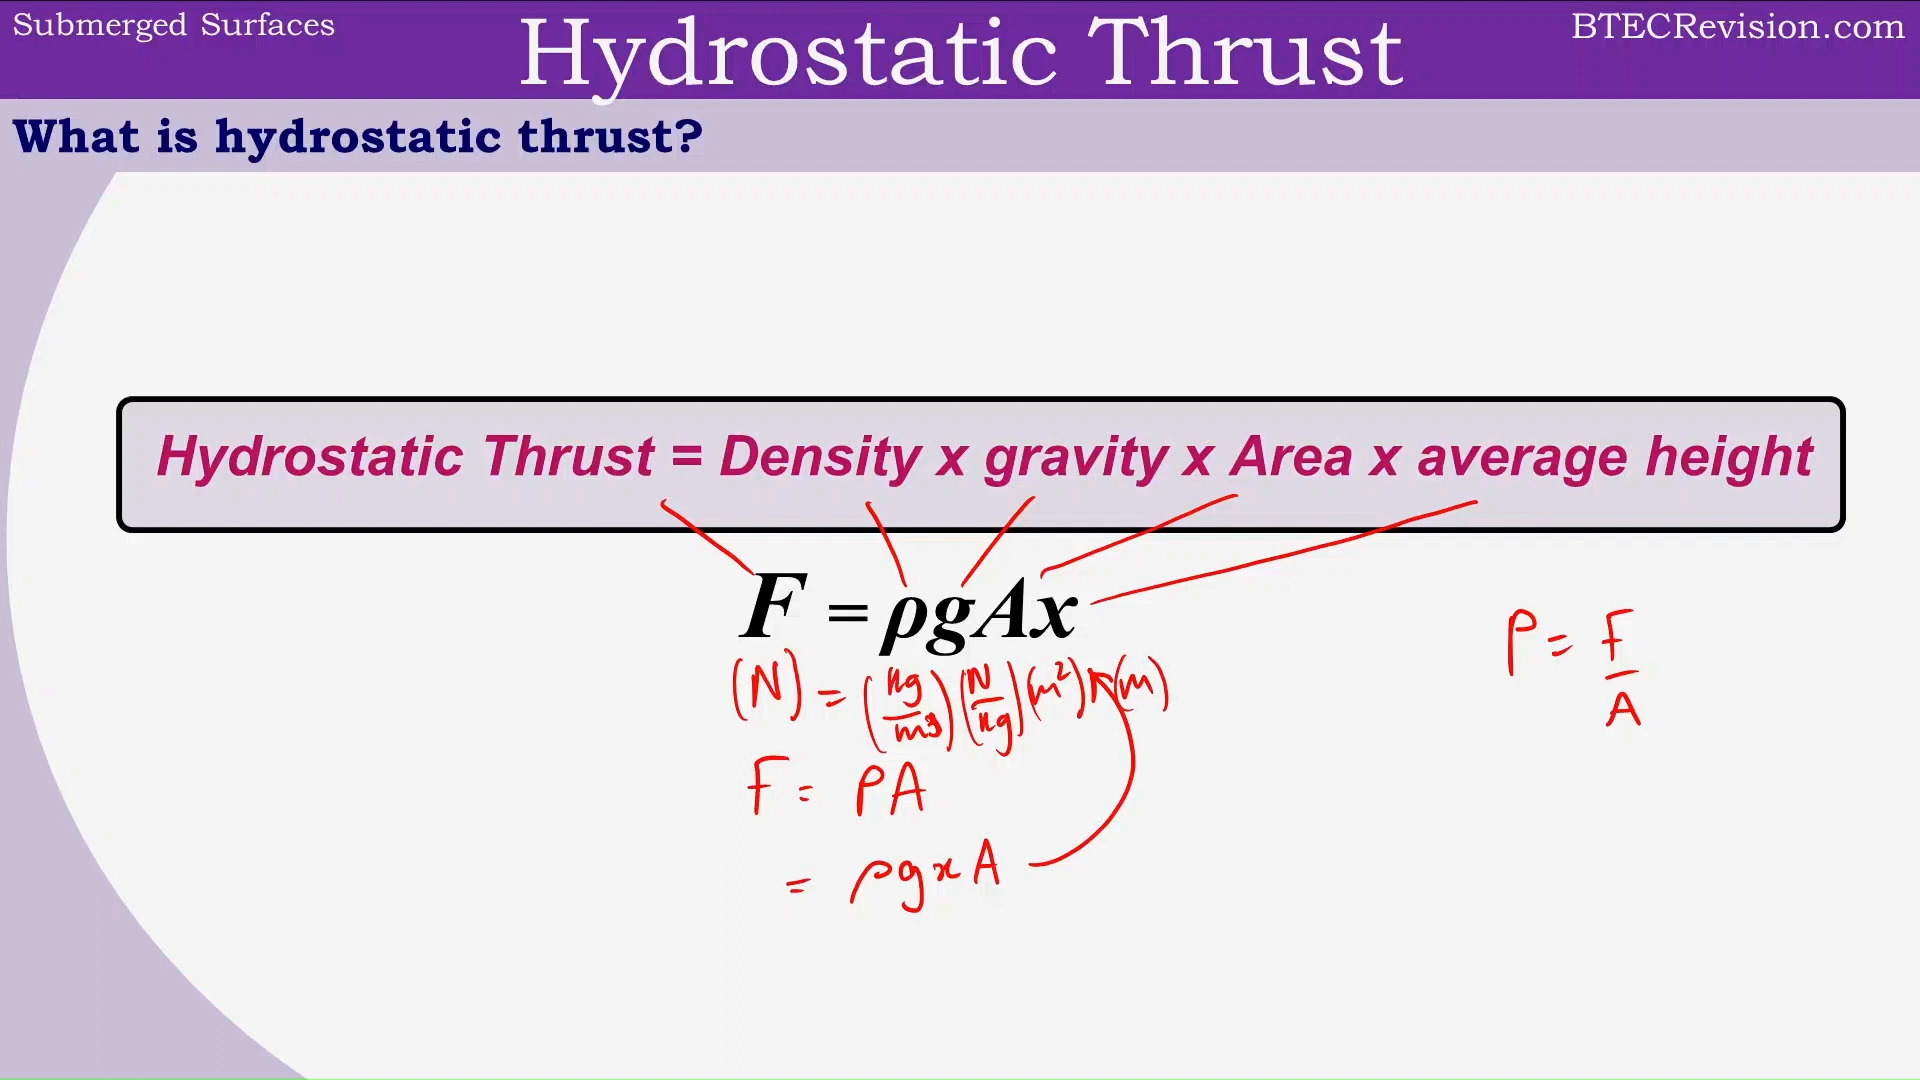 Submerged Surfaces
Hydrostatic Thrust
BTECRevision.com
What is hydrostatic thrust?
Hydrostatic Thrust = Density x gravity x Area x average height
F = ρgAx
(N) = (kg/m³)(N/kg)(m²)(m)
P = F/A
F = PA
= ρgxA